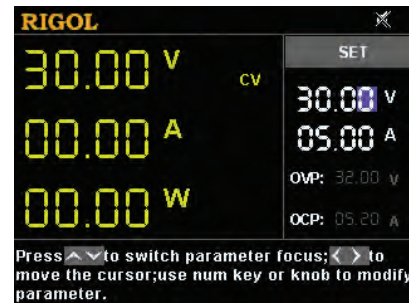 RIGOL
SET
30.00 V
CV
30.00 V
00.00 A
05.00 A
OVP: 32.00 V
00.00 W
OCP: 05.20 A
Press to switch parameter
focus; < > to
move the cursor;use num key or knob to modify
parameter.